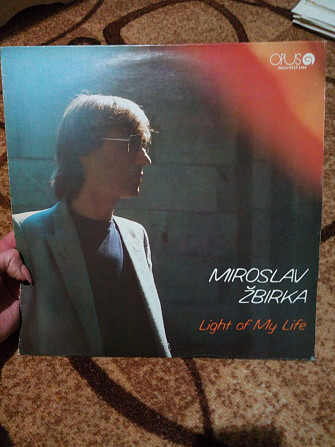 OPUS
MIROSLAV
ŽBIRKA
Light of My Life